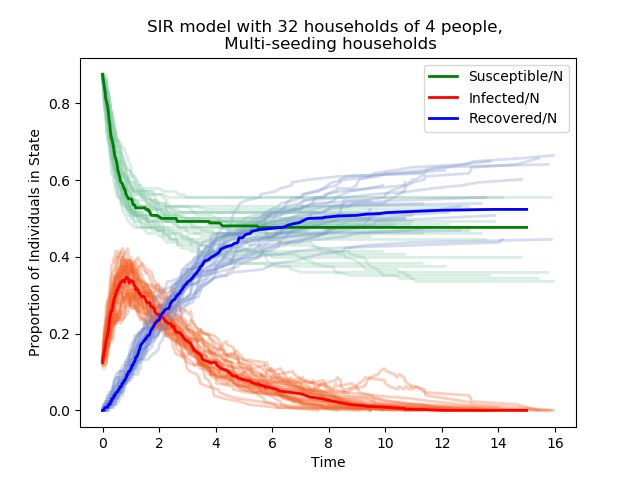 SIR model with 32 households of 4 people,
Multi-seeding households
Susceptible/N
Infected/N
Recovered/N
Proportion of Individuals in State
0.8
0.6
0.4
0.2
0.0
0 2 4 6 8 10 12 14 16
Time